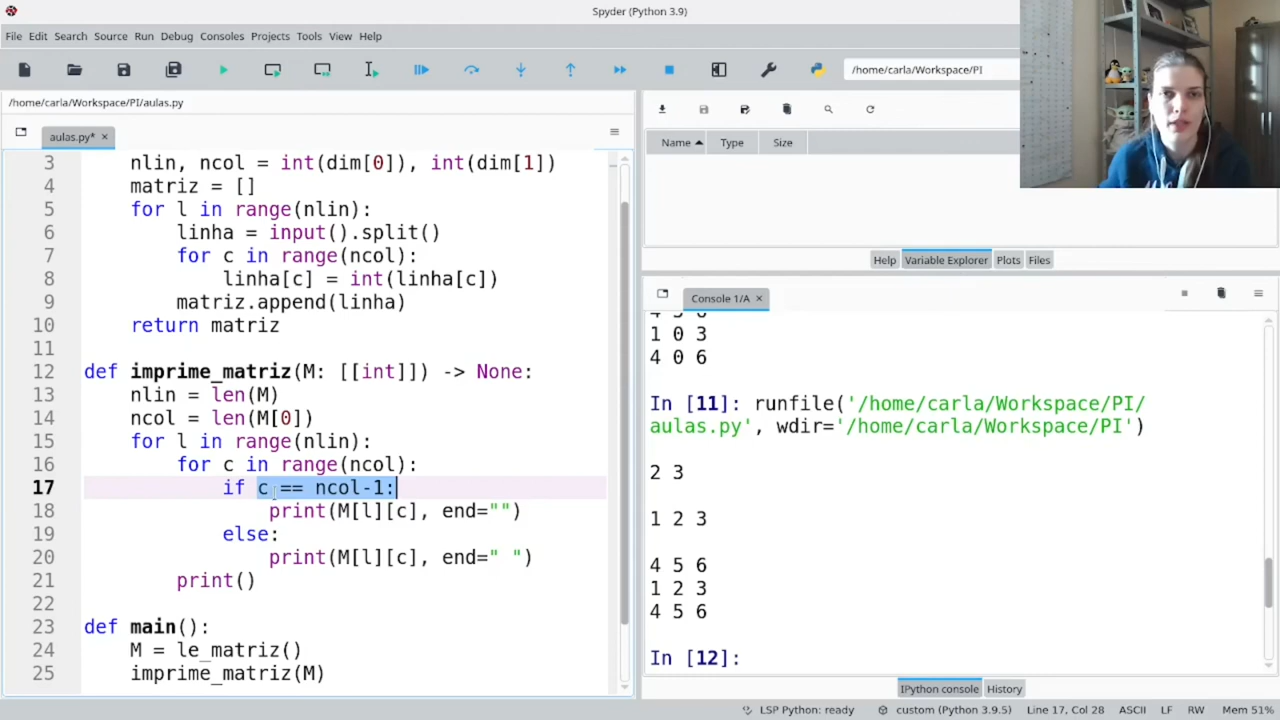 Spyder (Python 3.9)
File Edit Search Source Run Debug Consoles Projects Tools View Help
/home/carla/Workspace/PI
/home/carla/Workspace/PI/aulas.py
aulas.py*
3 nlin, ncol = int(dim[0]), int(dim[1])
4 matriz = []
5 for l in range(nlin):
6 linha = input().split()
7 for c in range(ncol):
8 linha[c] = int(linha[c])
9 matriz.append(linha)
10 return matriz
11
12 def imprime_matriz(M: [[int]]) -> None:
13 nlin = len(M)
14 ncol = len(M[0])
15 for l in range(nlin):
16 for c in range(ncol):
17 if c == ncol-1:
18 print(M[l][c], end="")
19 else:
20 print(M[l][c], end=" ")
21 print()
22
23 def main():
24 M = le_matriz()
25 imprime_matriz(M)
Name Type Size
Help Variable Explorer Plots Files
Console 1/A
4 5 6
1 0 3
4 0 6
In [11]: runfile('/home/carla/Workspace/PI/
aulas.py', wdir='/home/carla/Workspace/PI')
2 3
1 2 3
4 5 6
1 2 3
4 5 6
In [12]:
IPython console History
LSP Python: ready custom (Python 3.9.5) Line 17, Col 28 ASCII LF RW Mem 51%